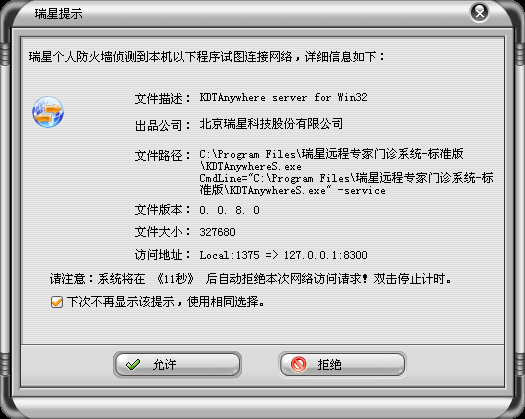 瑞星提示
瑞星个人防火墙侦测到本机以下程序试图连接网络，详细信息如下：
文件描述： KDTAnywhere server for Win32
出品公司： 北京瑞星科技股份有限公司
文件路径： C:\Program Files\瑞星远程专家门诊系统-标准版
\KDTAnywhereS.exe
CmdLine="C:\Program Files\瑞星远程专家门诊系统-标
准版\KDTAnywhereS.exe" -service
文件版本： 0. 0. 8. 0
文件大小： 327680
访问地址： Local:1375 => 127.0.0.1:8300
请注意：系统将在 《11秒》 后自动拒绝本次网络访问请求！双击停止计时。
下次不再显示该提示，使用相同选择。
允许
拒绝